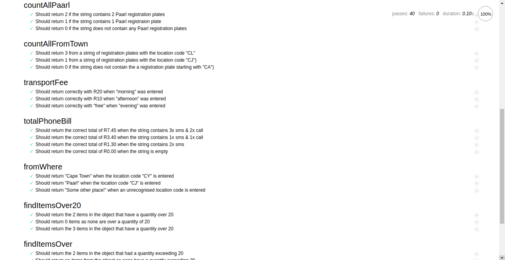 countAllPaarl
passes: 40 failures: 0 duration: 0.10s 100%
✓ Should return 2 if the string contains 2 Paarl registration plates
✓ Should return 1 if the string contains 1 Paarl registraion plate
✓ Should return 0 if the string does not contain any Paarl registration plates
countAllFromTown
✓ Should return 3 from a string of registration plates with the location code "CL"
✓ Should return 1 from a string of registration plates with the location code "CJ")
✓ Should return 0 if the string does not contain the a registration plate starting with "CA")
transportFee
✓ Should return correctly with R20 when "morning" was entered
✓ Should return correctly with R10 when "afternoon" was entered
✓ Should return correctly with "free" when "evening" was entered
totalPhoneBill
✓ Should return the correct total of R7.45 when the string contains 3x sms & 2x call
✓ Should return the correct total of R3.40 when the string contains 1x sms & 1x call
✓ Should return the correct total of R1.30 when the string contains 2x sms
✓ Should return the correct total of R0.00 when the string is empty
fromWhere
✓ Should return "Cape Town" when the location code "CY" is entered
✓ Should return "Paarl" when the location code "CJ" is entered
✓ Should return "Some other place!" when an unrecognised location code is entered
findItemsOver20
✓ Should return the 2 items in the object that have a quantity over 20
✓ Should return 0 items as none are over a quantity of 20
✓ Should return the 3 items in the object that have a quantity over 20
findItemsOver
✓ Should return the 2 items in the object that had a quantity exceeding 20